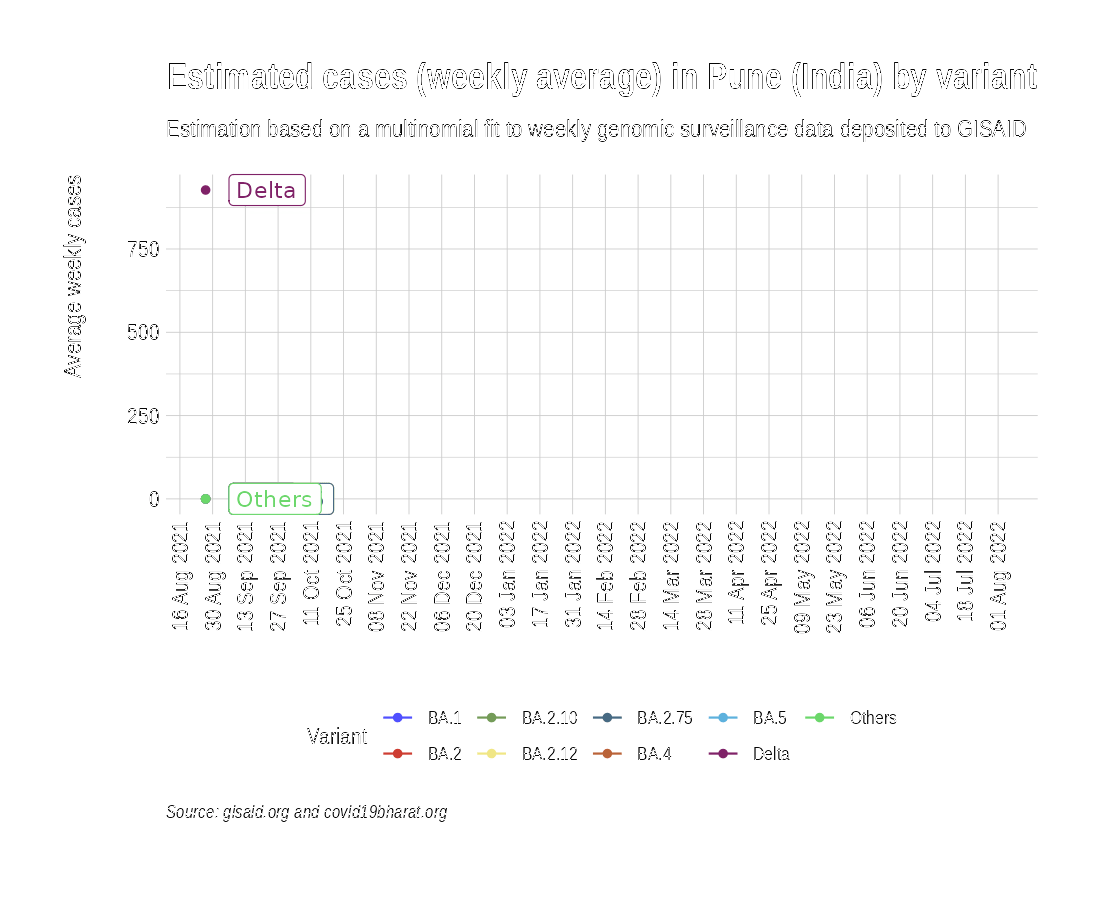 Estimated cases (weekly average) in Pune (India) by variant
Estimation based on a multinomial fit to weekly genomic surveillance data deposited to GISAID
Average weekly cases
750
500
250
0
Delta
Others
16 Aug 2021
30 Aug 2021
13 Sep 2021
27 Sep 2021
11 Oct 2021
25 Oct 2021
08 Nov 2021
22 Nov 2021
06 Dec 2021
20 Dec 2021
03 Jan 2022
17 Jan 2022
31 Jan 2022
14 Feb 2022
28 Feb 2022
14 Mar 2022
28 Mar 2022
11 Apr 2022
25 Apr 2022
09 May 2022
23 May 2022
06 Jun 2022
20 Jun 2022
04 Jul 2022
18 Jul 2022
01 Aug 2022
Variant
BA.1
BA.2.10
BA.2.75
BA.5
Others
BA.2
BA.2.12
BA.4
Delta
Source: gisaid.org and covid19bharat.org